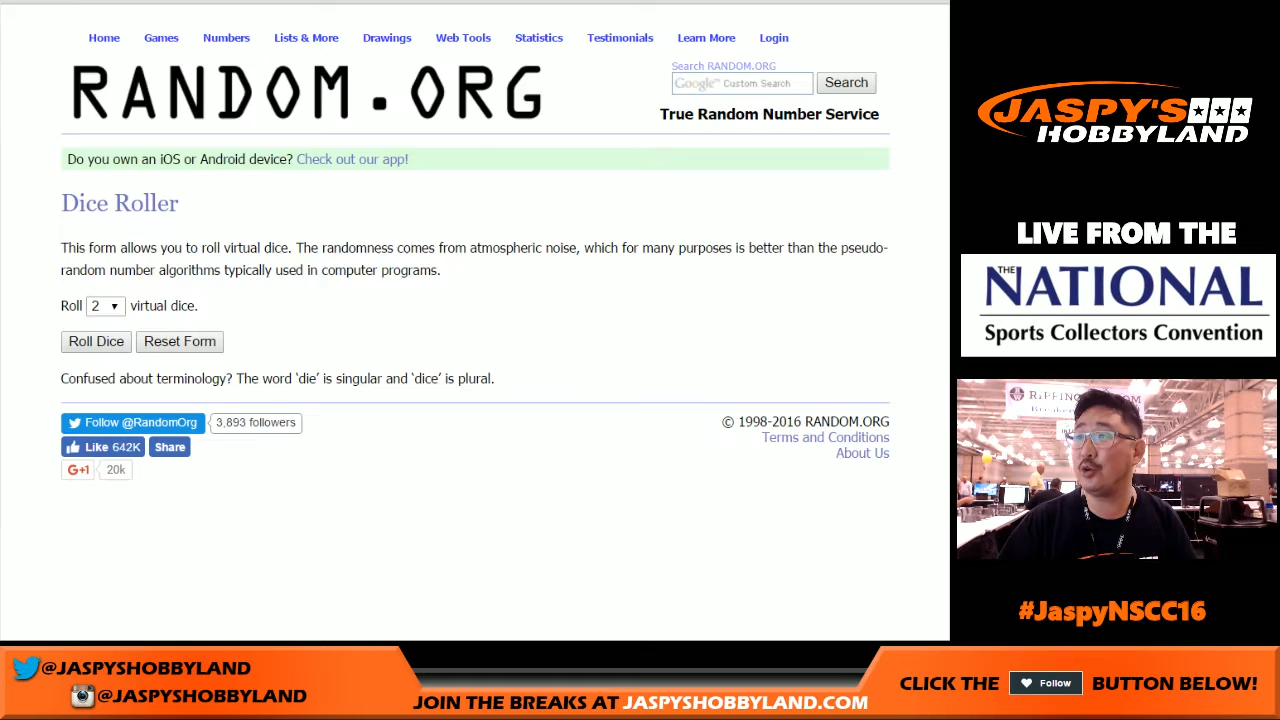 Home Games Numbers Lists & More Drawings Web Tools Statistics Testimonials Learn More Login
RANDOM.ORG
Search RANDOM.ORG
Google™ Custom Search Search
True Random Number Service
Do you own an iOS or Android device? Check out our app!
Dice Roller
This form allows you to roll virtual dice. The randomness comes from atmospheric noise, which for many purposes is better than the pseudo-
random number algorithms typically used in computer programs.
Roll 2 virtual dice.
Roll Dice Reset Form
Confused about terminology? The word ‘die’ is singular and ‘dice’ is plural.
Follow @RandomOrg 3,893 followers
Like 642K Share
G+1 20k
© 1998-2016 RANDOM.ORG
Terms and Conditions
About Us
JASPY'S
HOBBYLAND
LIVE FROM THE
THE NATIONAL
Sports Collectors Convention
#JaspyNSCC16
@JASPYSHOBBYLAND
@JASPYSHOBBYLAND
JOIN THE BREAKS AT JASPYSHOBBYLAND.COM
CLICK THE Follow BUTTON BELOW!